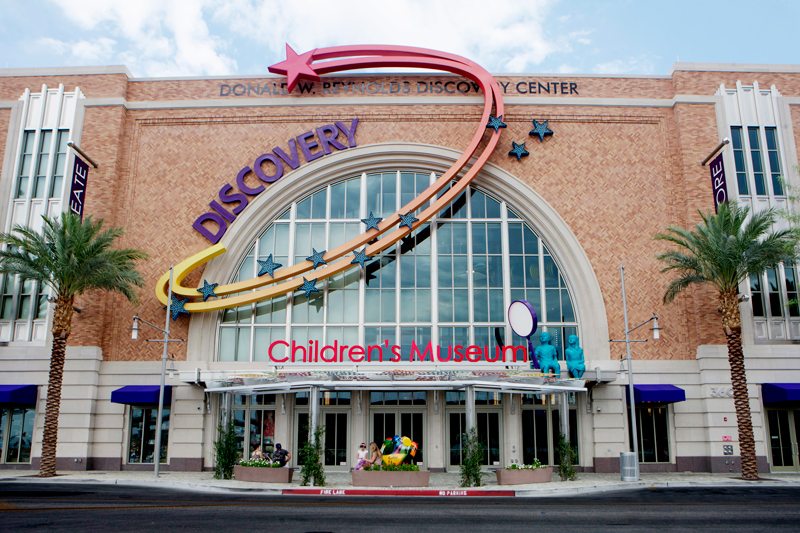 DONALD W. REYNOLDS DISCOVERY CENTER
DISCOVERY
Children's Museum
FIRE LANE
NO PARKING